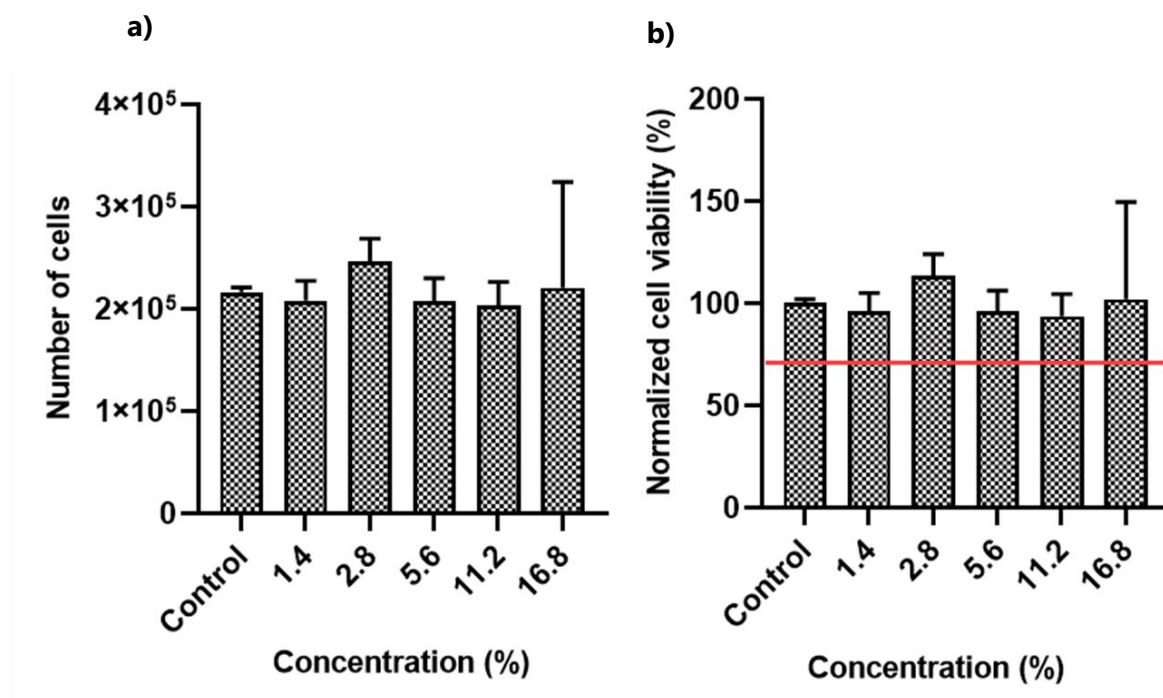 a)
4×10⁵
3×10⁵
2×10⁵
1×10⁵
0
Number of cells
Control
1.4
2.8
5.6
11.2
16.8
Concentration (%)
b)
200
150
100
50
0
Normalized cell viability (%)
Control
1.4
2.8
5.6
11.2
16.8
Concentration (%)